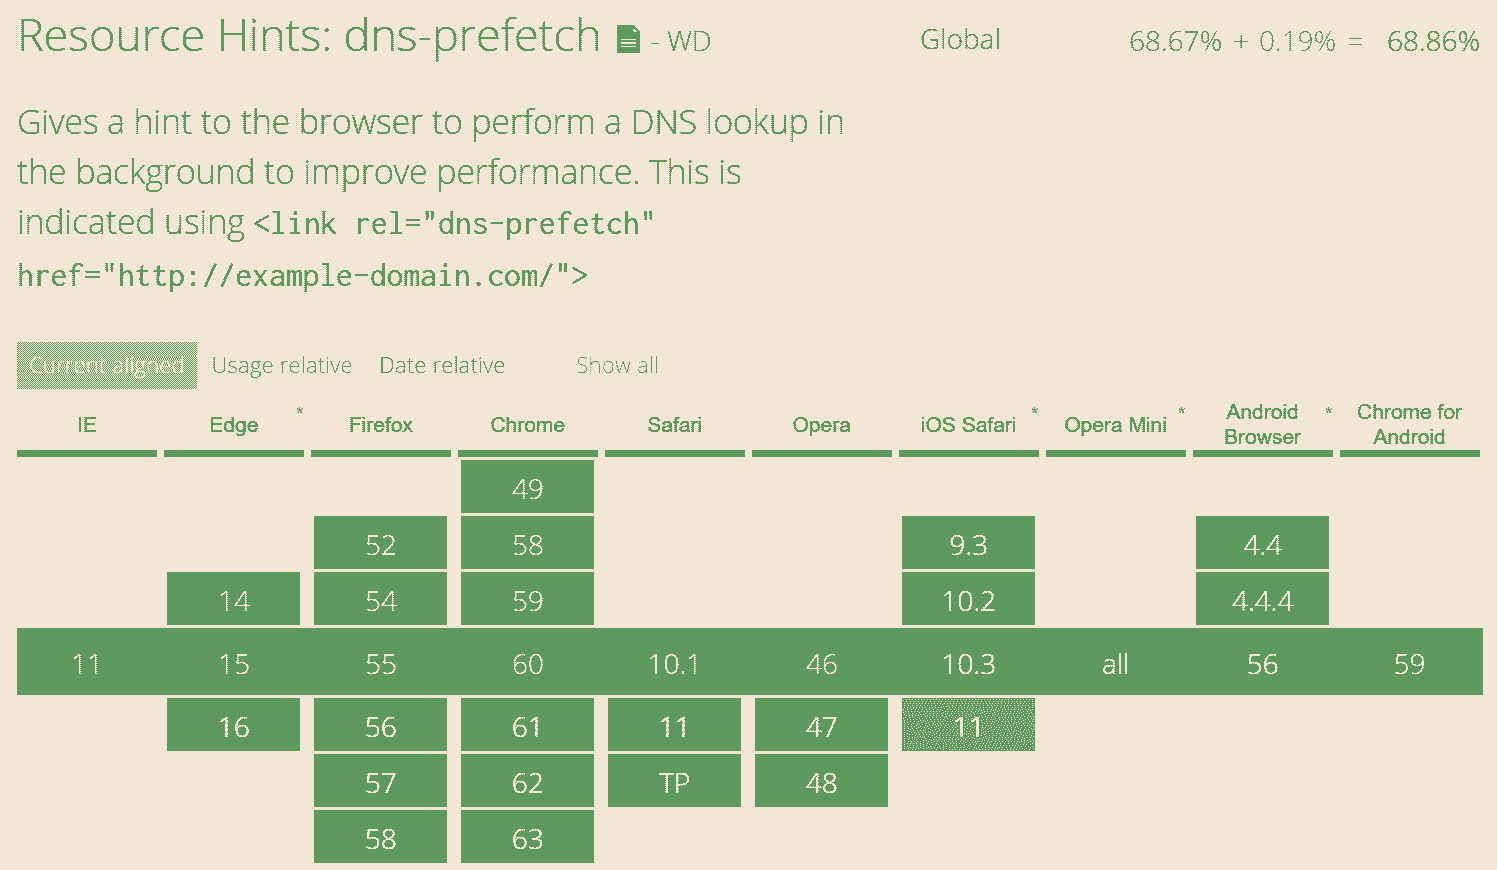 Resource Hints: dns-prefetch - WD
Global 68.67% + 0.19% = 68.86%
Gives a hint to the browser to perform a DNS lookup in
the background to improve performance. This is
indicated using <link rel="dns-prefetch"
href="http://example-domain.com/">
Current aligned Usage relative Date relative Show all
IE Edge * Firefox Chrome Safari Opera iOS Safari * Opera Mini * Android Browser * Chrome for Android
49
52 58 9.3 4.4
14 54 59 10.2 4.4.4
11 15 55 60 10.1 46 10.3 all 56 59
16 56 61 11 47 11
57 62 TP 48
58 63